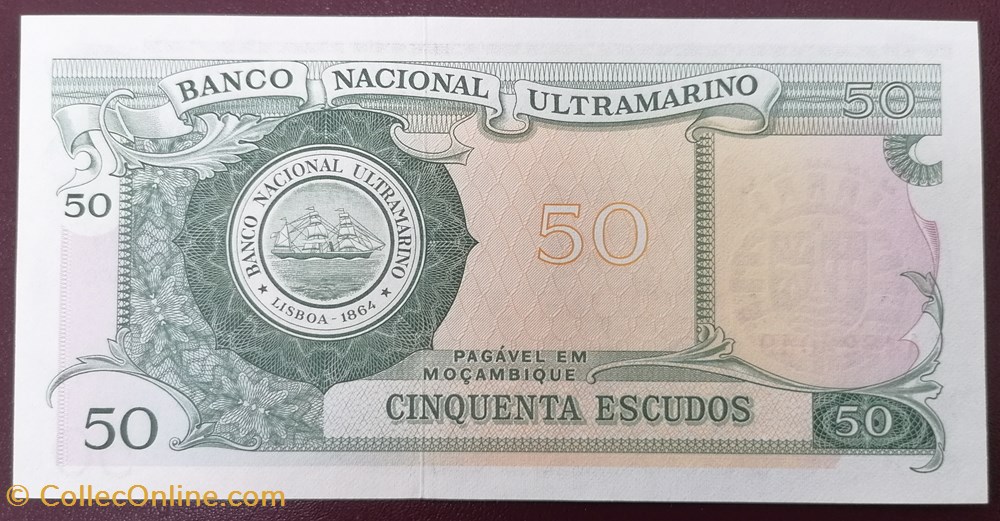 BANCO NACIONAL ULTRAMARINO
50
50
BANCO NACIONAL ULTRAMARINO
★ LISBOA - 1864 ★
50
PAGÁVEL EM
MOÇAMBIQUE
CINQUENTA ESCUDOS
50
50
© CollecOnline.com